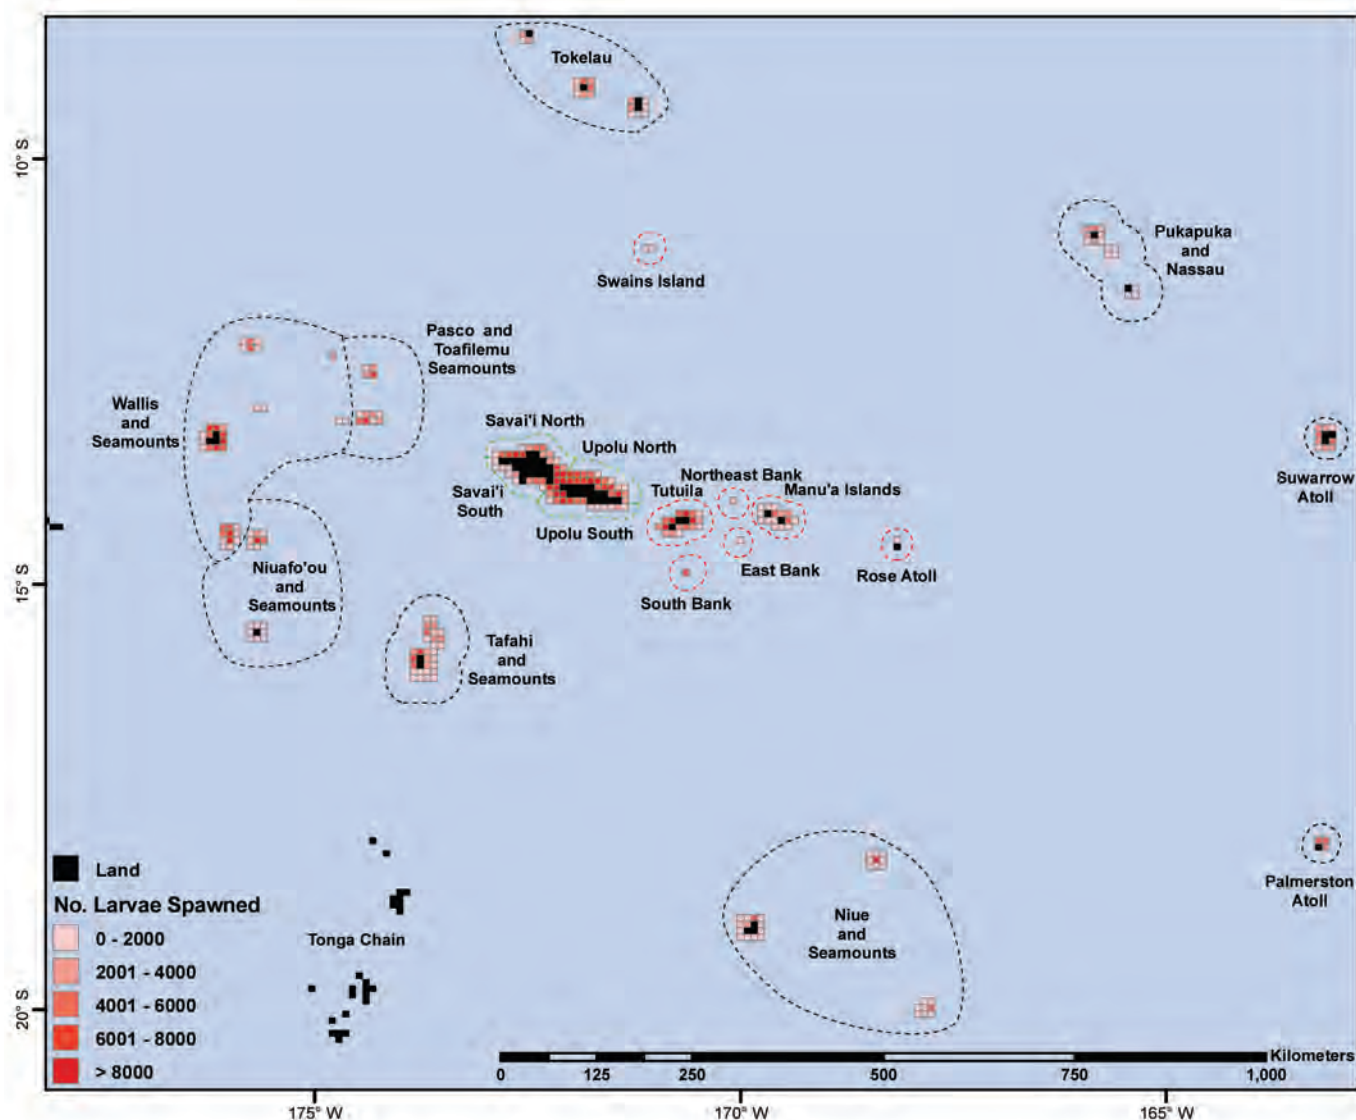 Tokelau
10° S
Swains Island
Pukapuka
and
Nassau
Pasco and
Toafilemu
Seamounts
Wallis
and
Seamounts
Savai'i North
Upolu North
Northeast Bank
Savai'i
South
Tutuila
Manu'a Islands
Suwarrow
Atoll
Upolu South
East Bank
Rose Atoll
Niuafo'ou
and
Seamounts
15° S
South Bank
Tafahi
and
Seamounts
Land
No. Larvae Spawned
0 - 2000
2001 - 4000
4001 - 6000
6001 - 8000
> 8000
Tonga Chain
Niue
and
Seamounts
Palmerston
Atoll
20° S
Kilometers
0 125 250 500 750 1,000
175° W 170° W 165° W